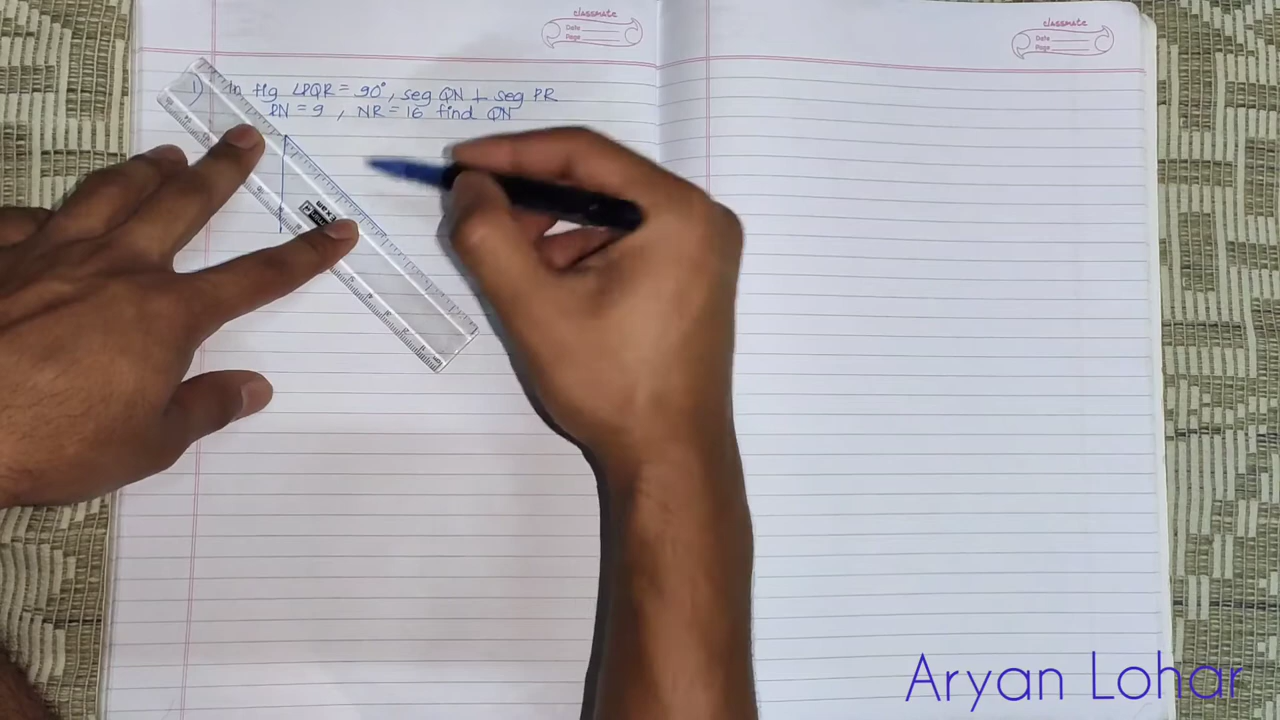 classmate
Date
Page
classmate
Date
Page
1) In fig ∠PQR = 90°, seg QN ⊥ seg PR
PN = 9 , NR = 16 find QN
Aryan Lohar